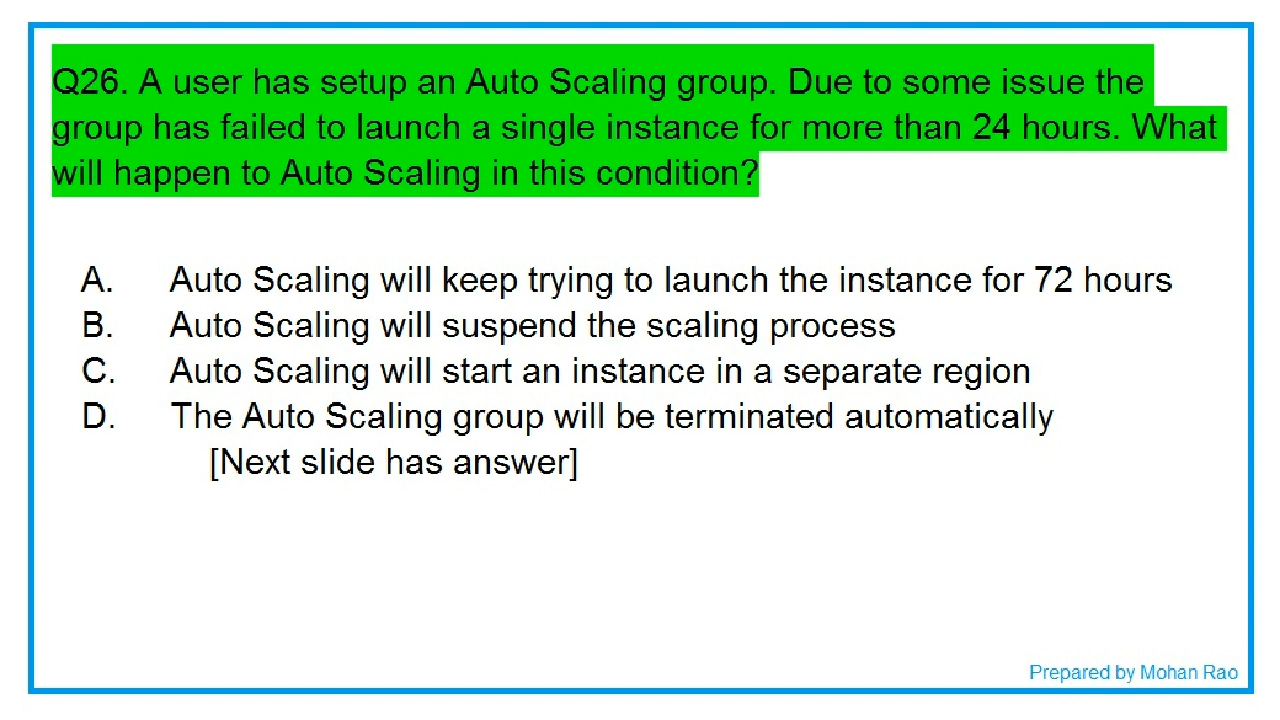 Q26. A user has setup an Auto Scaling group. Due to some issue the
group has failed to launch a single instance for more than 24 hours. What
will happen to Auto Scaling in this condition?
A. Auto Scaling will keep trying to launch the instance for 72 hours
B. Auto Scaling will suspend the scaling process
C. Auto Scaling will start an instance in a separate region
D. The Auto Scaling group will be terminated automatically
[Next slide has answer]
Prepared by Mohan Rao